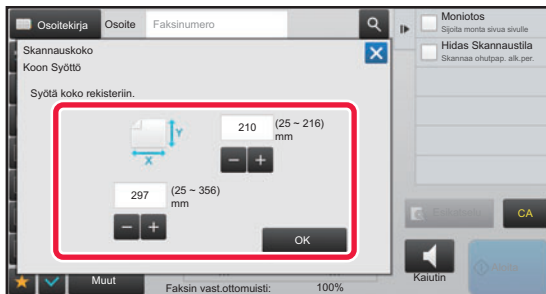 Osoitekirja
Osoite
Faksinumero
Moniotos
Sijoita monta sivua sivulle
Hidas Skannaustila
Skannaa ohutpap. alk.per.
Skannauskoko
Koon Syöttö
Syötä koko rekisteriin.
Y
X
210
(25 ~ 216)
mm
297
(25 ~ 356)
mm
OK
CA
Kaiutin
Muut
Faksin vast.ottomuisti:
100%